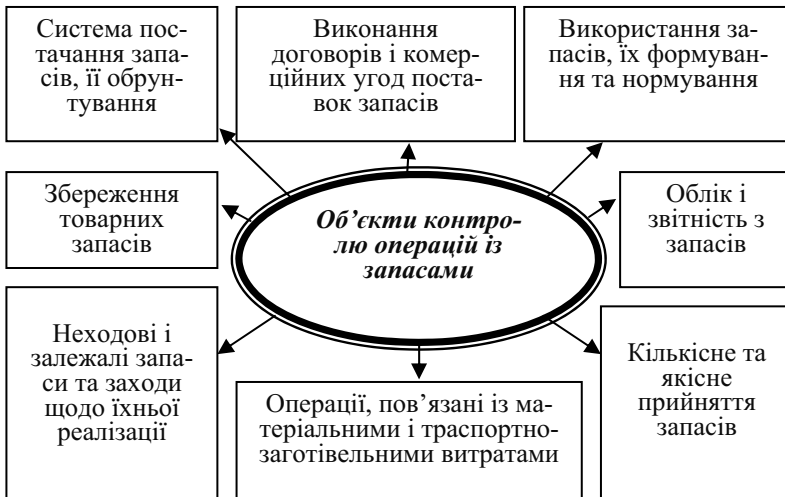 Система пос-
тачання запа-
сів, її обрун-
тування
Виконання
договорів і комер-
ційних угод поста-
вок запасів
Використання за-
пасів, їх формуван-
ня та нормування
Збереження
товарних
запасів
Об’єкти контро-
лю операцій із
запасами
Облік і
звітність з
запасів
Неходові і
залежалі запа-
си та заходи
щодо їхньої
реалізації
Операції, пов’язані із ма-
теріальними і траспортно-
заготівельними витратами
Кількісне та
якісне
прийняття
запасів